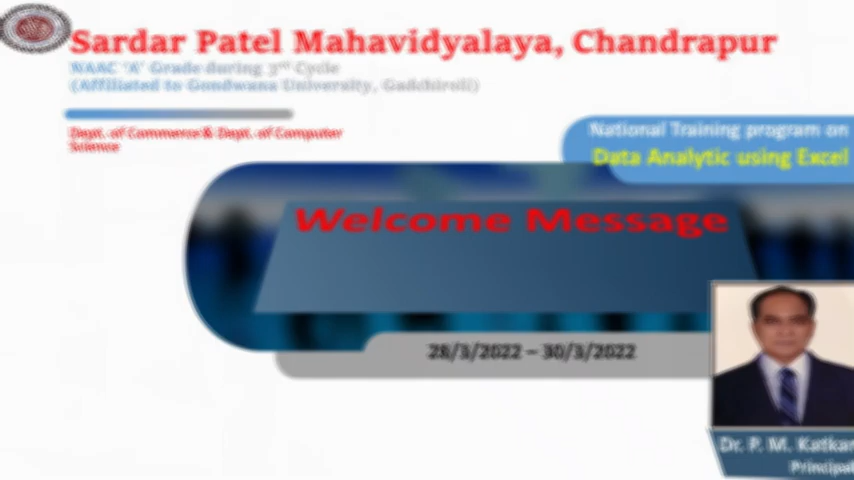 Sardar Patel Mahavidyalaya, Chandrapur
NAAC 'A' Grade during 3rd Cycle
(Affiliated to Gondwana University, Gadchiroli)
Dept. of Commerce & Dept. of Computer
Science
National Training program on
Data Analytic using Excel
Welcome Message
28/3/2022 – 30/3/2022
Dr. P. M. Katkar
Principal